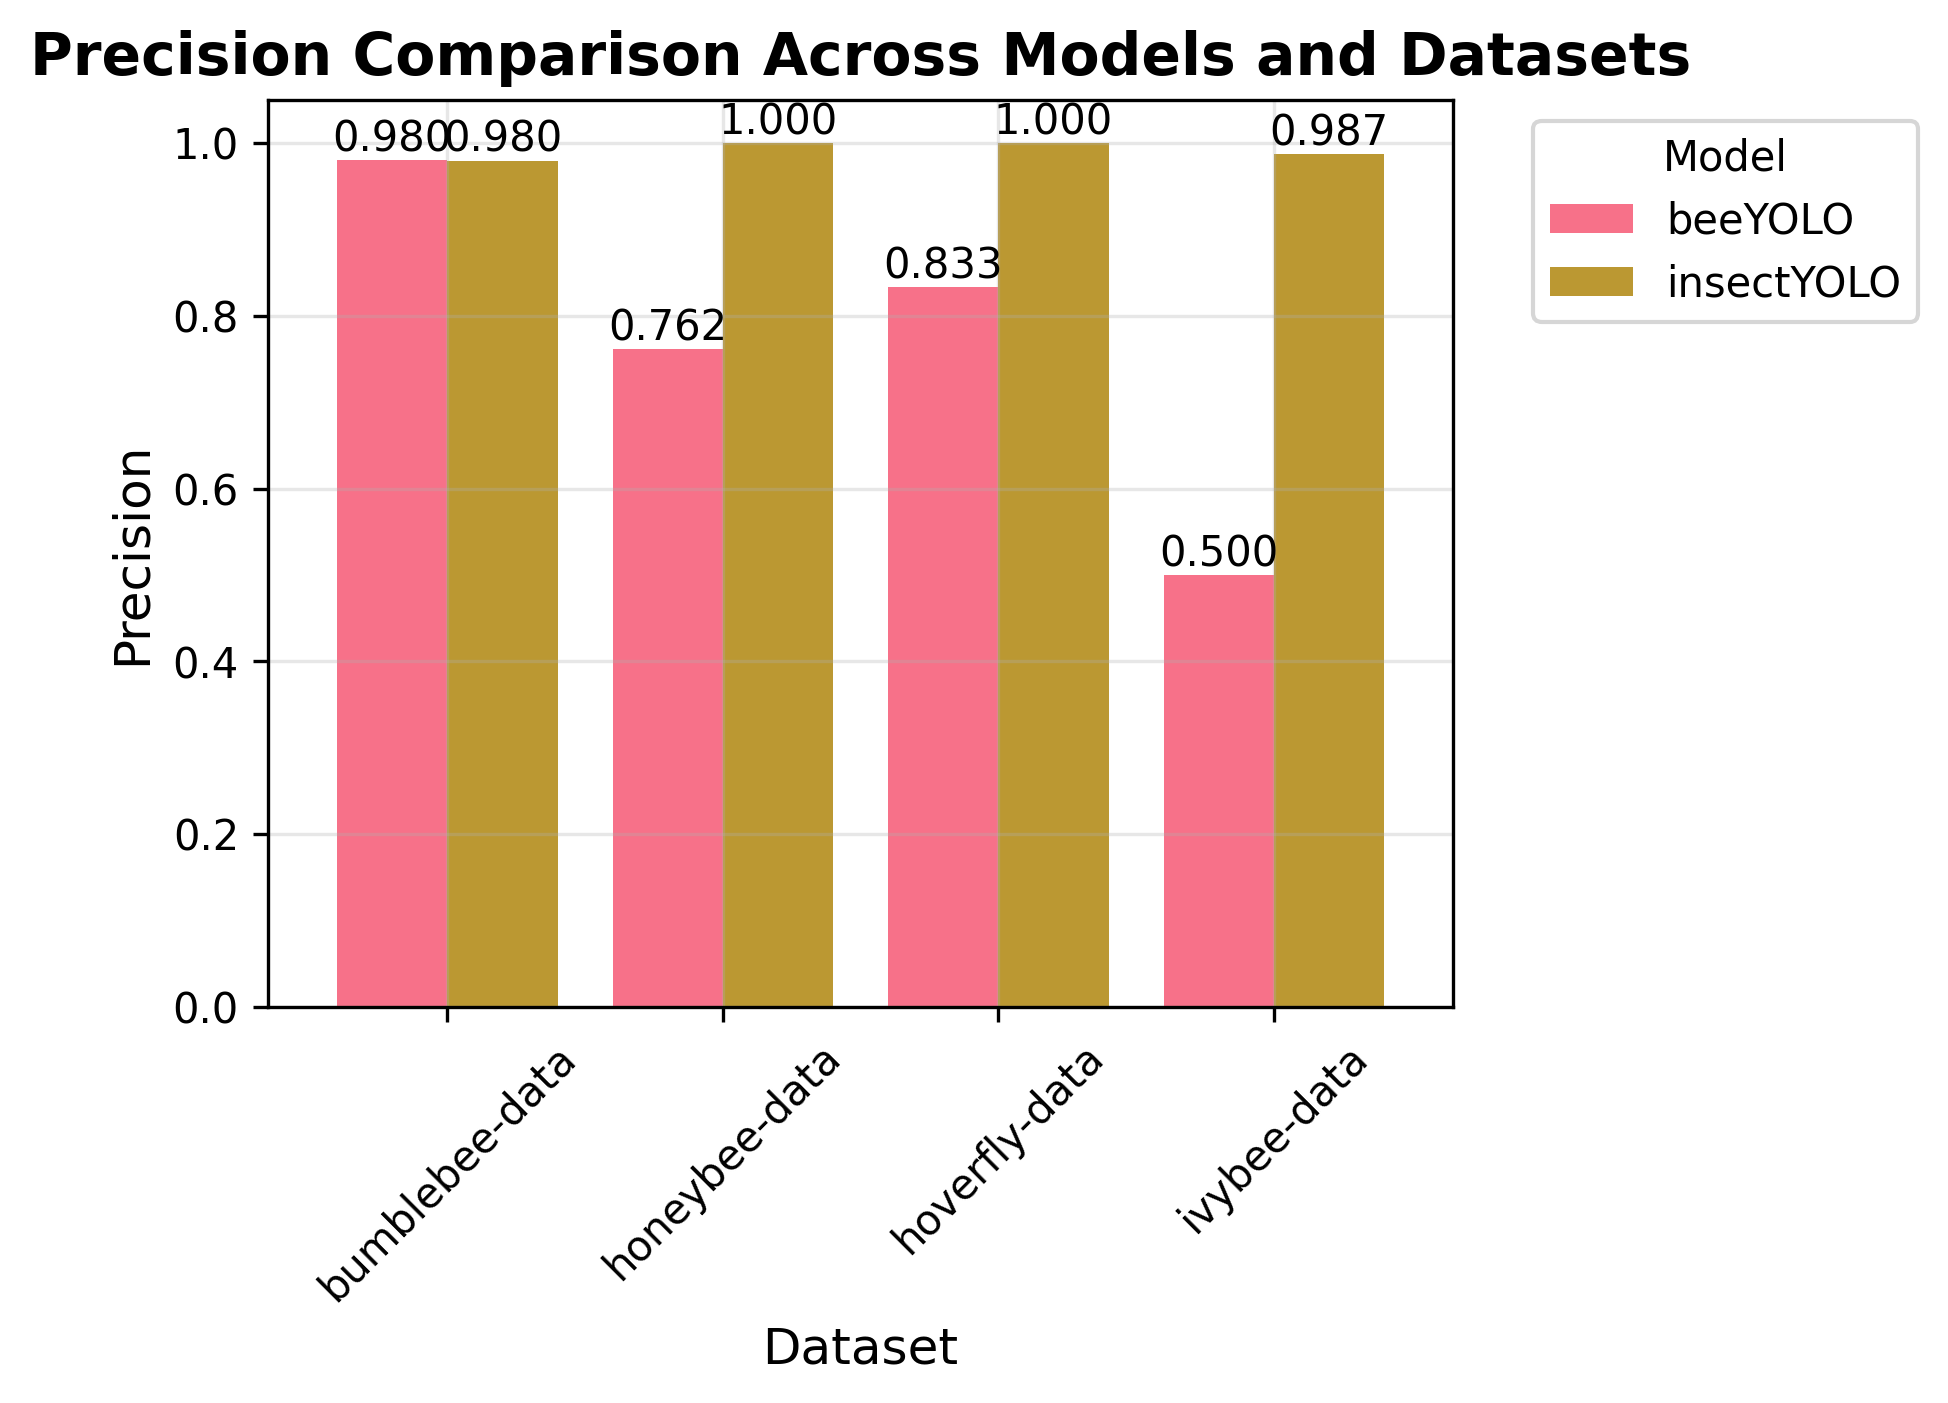 Precision Comparison Across Models and Datasets
0.980 0.980 0.762 1.000 0.833 1.000 0.500 0.987
Model
beeYOLO
insectYOLO
1.0
0.8
0.6
0.4
0.2
0.0
Precision
bumblebee-data
honeybee-data
hoverfly-data
ivybee-data
Dataset